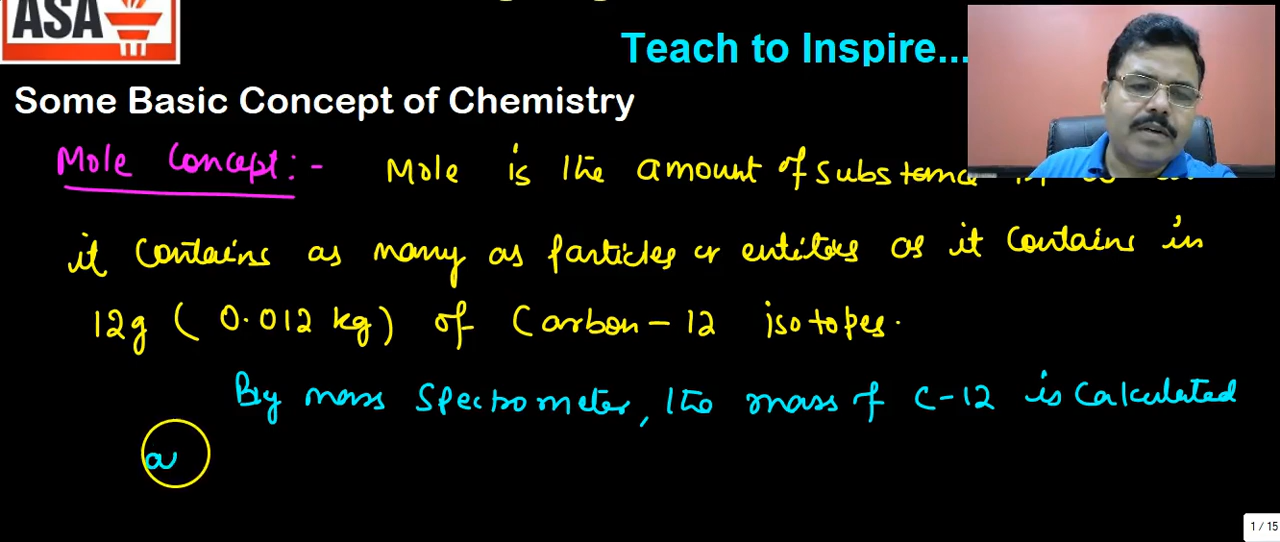 ASA
Teach to Inspire...
Some Basic Concept of Chemistry
Mole Concept:- Mole is the amount of substance
it contains as many as particles or entities as it contains in
12g (0.012 kg) of Carbon-12 isotopes.
By mass spectrometer, the mass of C-12 is calculated
a
1 / 15